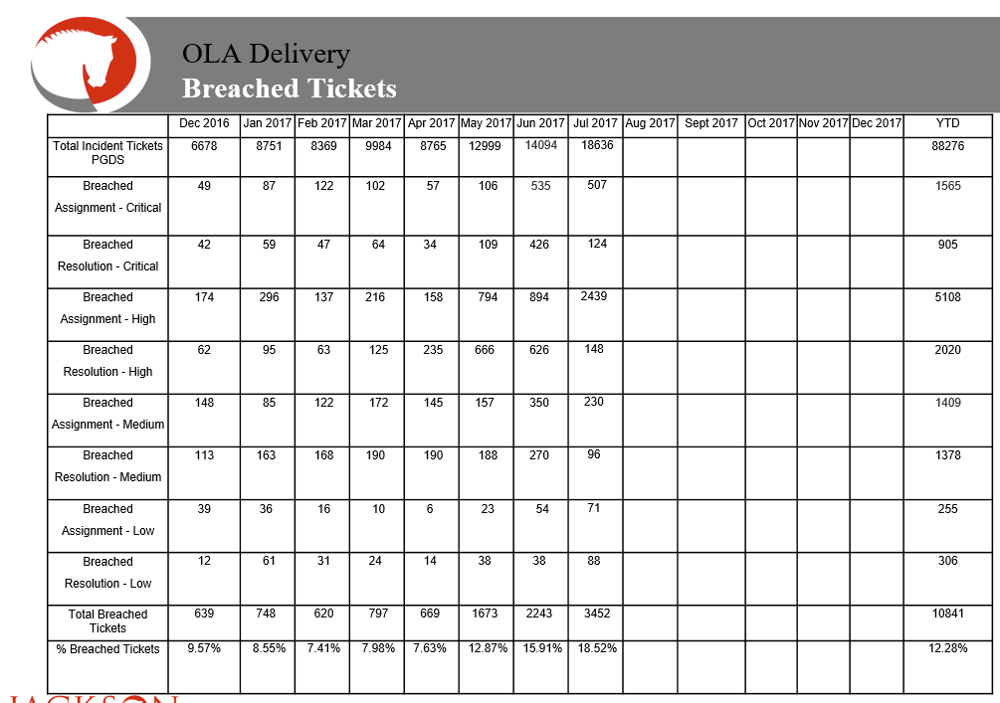 OLA Delivery
Breached Tickets
Dec 2016 Jan 2017 Feb 2017 Mar 2017 Apr 2017 May 2017 Jun 2017 Jul 2017 Aug 2017 Sept 2017 Oct 2017 Nov 2017 Dec 2017 YTD
Total Incident Tickets 6678 8751 8369 9984 8765 12999 14094 18636 88276
PGDS
Breached 49 87 122 102 57 106 535 507 1565
Assignment - Critical
Breached 42 59 47 64 34 109 426 124 905
Resolution - Critical
Breached 174 296 137 216 158 794 894 2439 5108
Assignment - High
Breached 62 95 63 125 235 666 626 148 2020
Resolution - High
Breached 148 85 122 172 145 157 350 230 1409
Assignment - Medium
Breached 113 163 168 190 190 188 270 96 1378
Resolution - Medium
Breached 39 36 16 10 6 23 54 71 255
Assignment - Low
Breached 12 61 31 24 14 38 38 88 306
Resolution - Low
Total Breached 639 748 620 797 669 1673 2243 3452 10841
Tickets
% Breached Tickets 9.57% 8.55% 7.41% 7.98% 7.63% 12.87% 15.91% 18.52% 12.28%
JACKSON